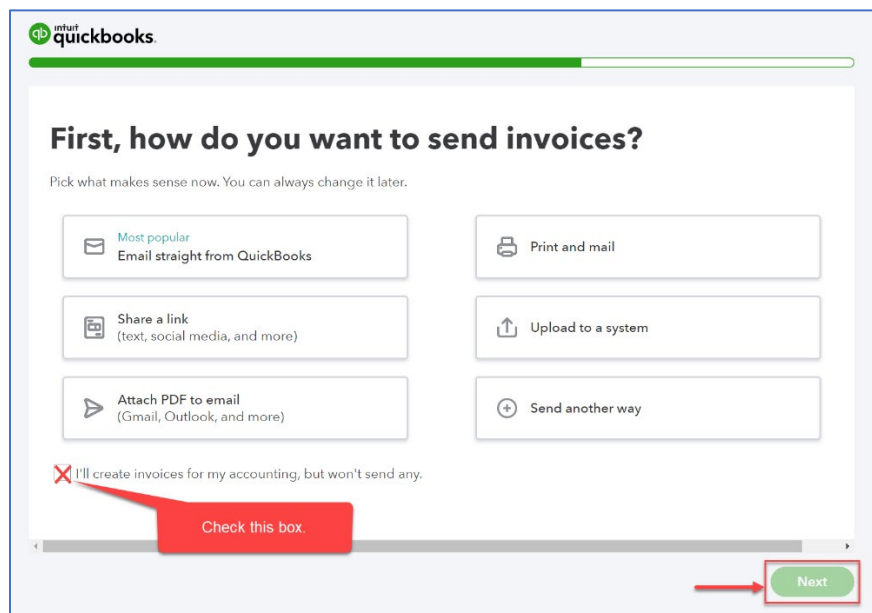 intuit
quickbooks.
First, how do you want to send invoices?
Pick what makes sense now. You can always change it later.
Most popular
Email straight from QuickBooks
Print and mail
Share a link
(text, social media, and more)
Upload to a system
Attach PDF to email
(Gmail, Outlook, and more)
Send another way
I'll create invoices for my accounting, but won't send any.
Check this box.
Next